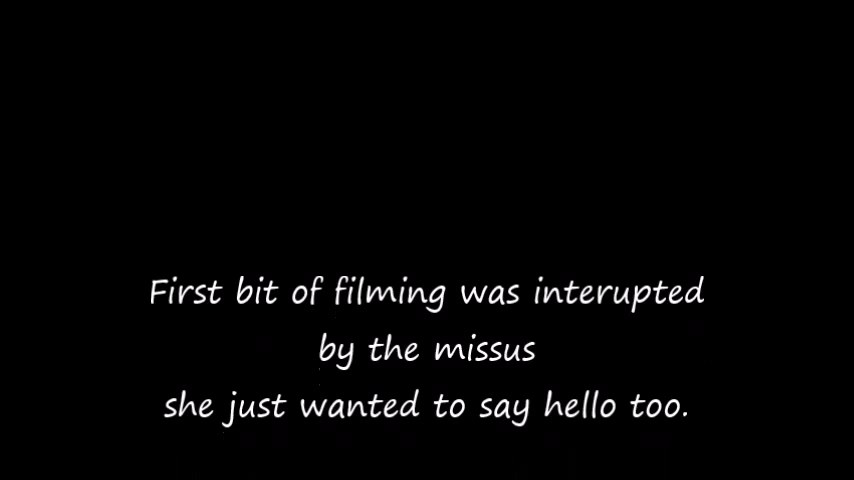 First bit of filming was interupted
by the missus
she just wanted to say hello too.